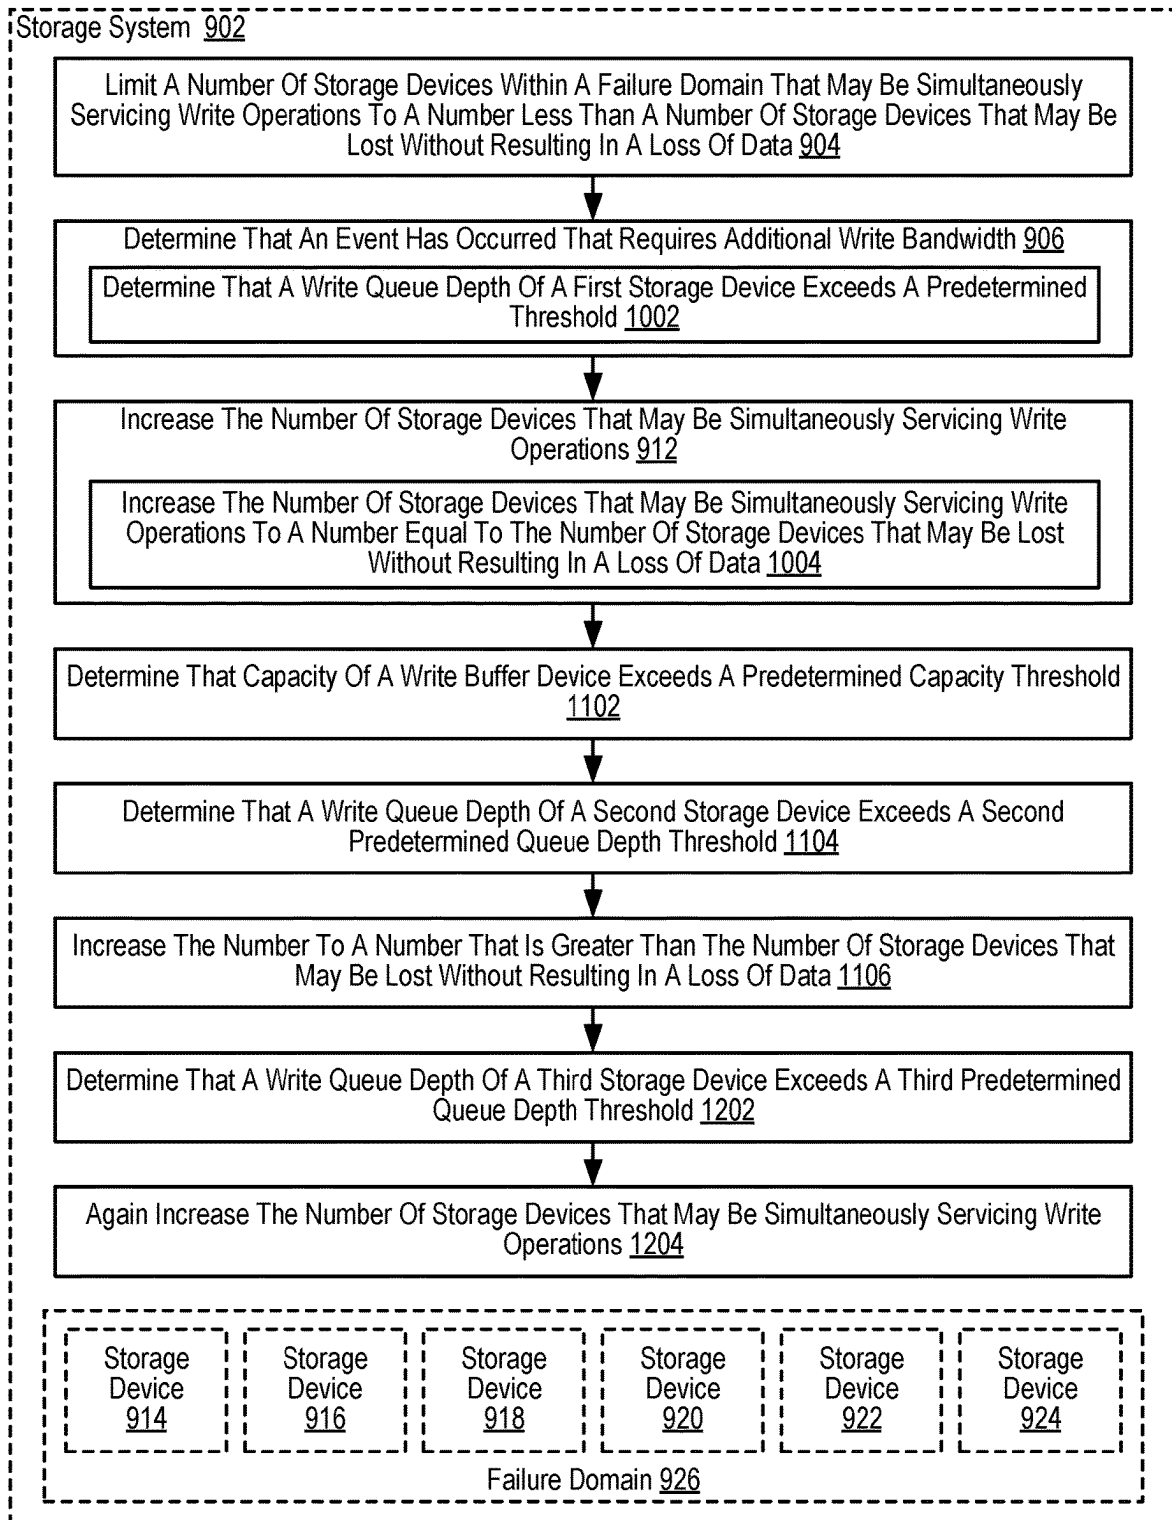 Storage System 902
Limit A Number Of Storage Devices Within A Failure Domain That May Be Simultaneously
Servicing Write Operations To A Number Less Than A Number Of Storage Devices That May Be
Lost Without Resulting In A Loss Of Data 904
Determine That An Event Has Occurred That Requires Additional Write Bandwidth 906
Determine That A Write Queue Depth Of A First Storage Device Exceeds A Predetermined
Threshold 1002
Increase The Number Of Storage Devices That May Be Simultaneously Servicing Write
Operations 912
Increase The Number Of Storage Devices That May Be Simultaneously Servicing Write
Operations To A Number Equal To The Number Of Storage Devices That May Be Lost
Without Resulting In A Loss Of Data 1004
Determine That Capacity Of A Write Buffer Device Exceeds A Predetermined Capacity Threshold
1102
Determine That A Write Queue Depth Of A Second Storage Device Exceeds A Second
Predetermined Queue Depth Threshold 1104
Increase The Number To A Number That Is Greater Than The Number Of Storage Devices That
May Be Lost Without Resulting In A Loss Of Data 1106
Determine That A Write Queue Depth Of A Third Storage Device Exceeds A Third Predetermined
Queue Depth Threshold 1202
Again Increase The Number Of Storage Devices That May Be Simultaneously Servicing Write
Operations 1204
Storage Device 914
Storage Device 916
Storage Device 918
Storage Device 920
Storage Device 922
Storage Device 924
Failure Domain 926